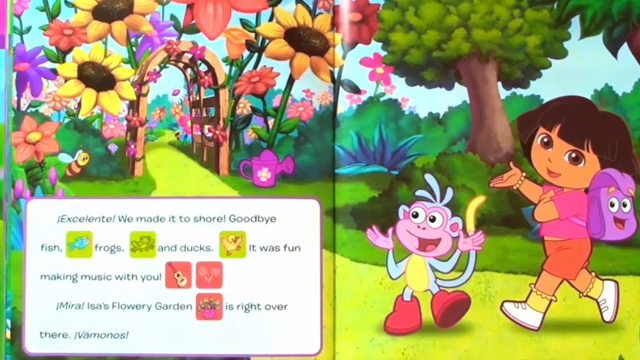 ¡Excelente! We made it to shore! Goodbye
fish, frogs, and ducks. It was fun
making music with you!
¡Mira! Isa's Flowery Garden is right over
there. ¡Vámonos!